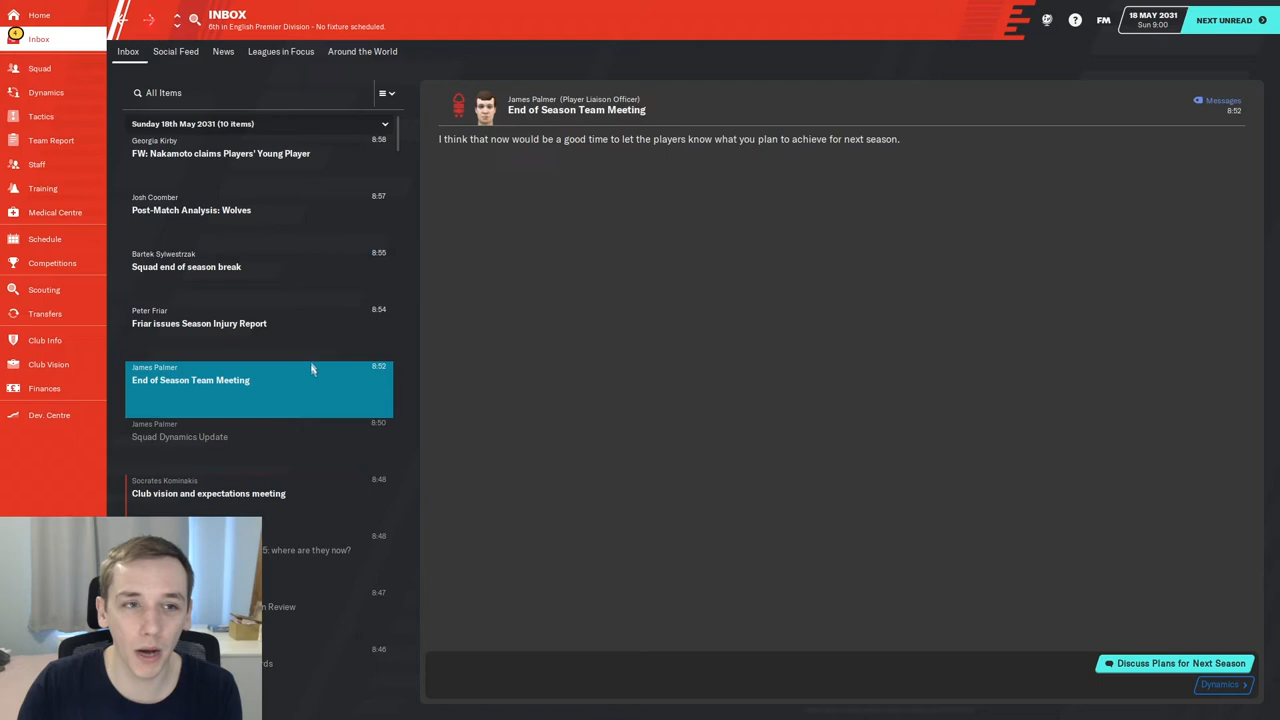 Home
4
Inbox
Squad
Dynamics
Tactics
Team Report
Staff
Training
Medical Centre
Schedule
Competitions
Scouting
Transfers
Club Info
Club Vision
Finances
Dev. Centre
INBOX
6th in English Premier Division - No fixture scheduled.
?
FM
18 MAY 2031
Sun 9:00
NEXT UNREAD
Inbox
Social Feed
News
Leagues in Focus
Around the World
All Items
Sunday 18th May 2031 (10 items)
Georgia Kirby 8:58
FW: Nakamoto claims Players' Young Player
Josh Coomber 8:57
Post-Match Analysis: Wolves
Bartek Sylwestrzak 8:55
Squad end of season break
Peter Friar 8:54
Friar issues Season Injury Report
James Palmer 8:52
End of Season Team Meeting
James Palmer 8:50
Squad Dynamics Update
Socrates Kominakis 8:48
Club vision and expectations meeting
8:48
5: where are they now?
8:47
n Review
8:46
rds
James Palmer (Player Liaison Officer)
End of Season Team Meeting
Messages
8:52
I think that now would be a good time to let the players know what you plan to achieve for next season.
Discuss Plans for Next Season
Dynamics